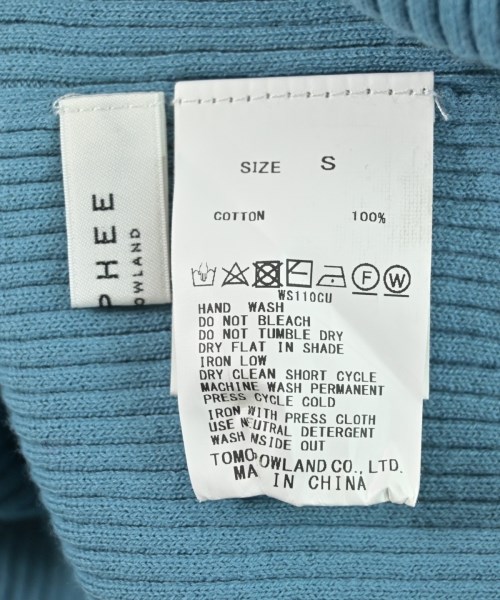 PHEE
OWLAND
SIZE S
COTTON 100%
F W
WS110CU
HAND WASH
DO NOT BLEACH
DO NOT TUMBLE DRY
DRY FLAT IN SHADE
IRON LOW
DRY CLEAN SHORT CYCLE
MACHINE WASH PERMANENT
PRESS CYCLE COLD
IRON WITH PRESS CLOTH
USE NEUTRAL DETERGENT
WASH INSIDE OUT
TOMORROWLAND CO., LTD.
MADE IN CHINA